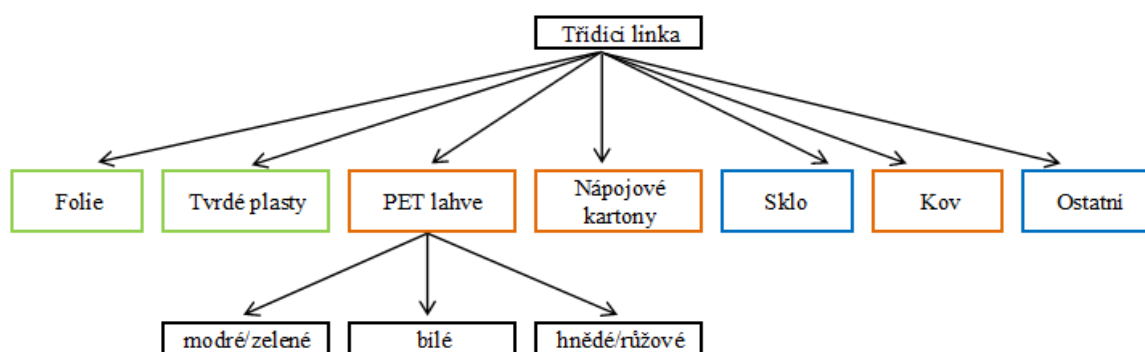 Třídicí linka
Folie
Tvrdé plasty
PET lahve
Nápojové
kartony
Sklo
Kov
Ostatní
modré/zelené
bílé
hnědé/růžové